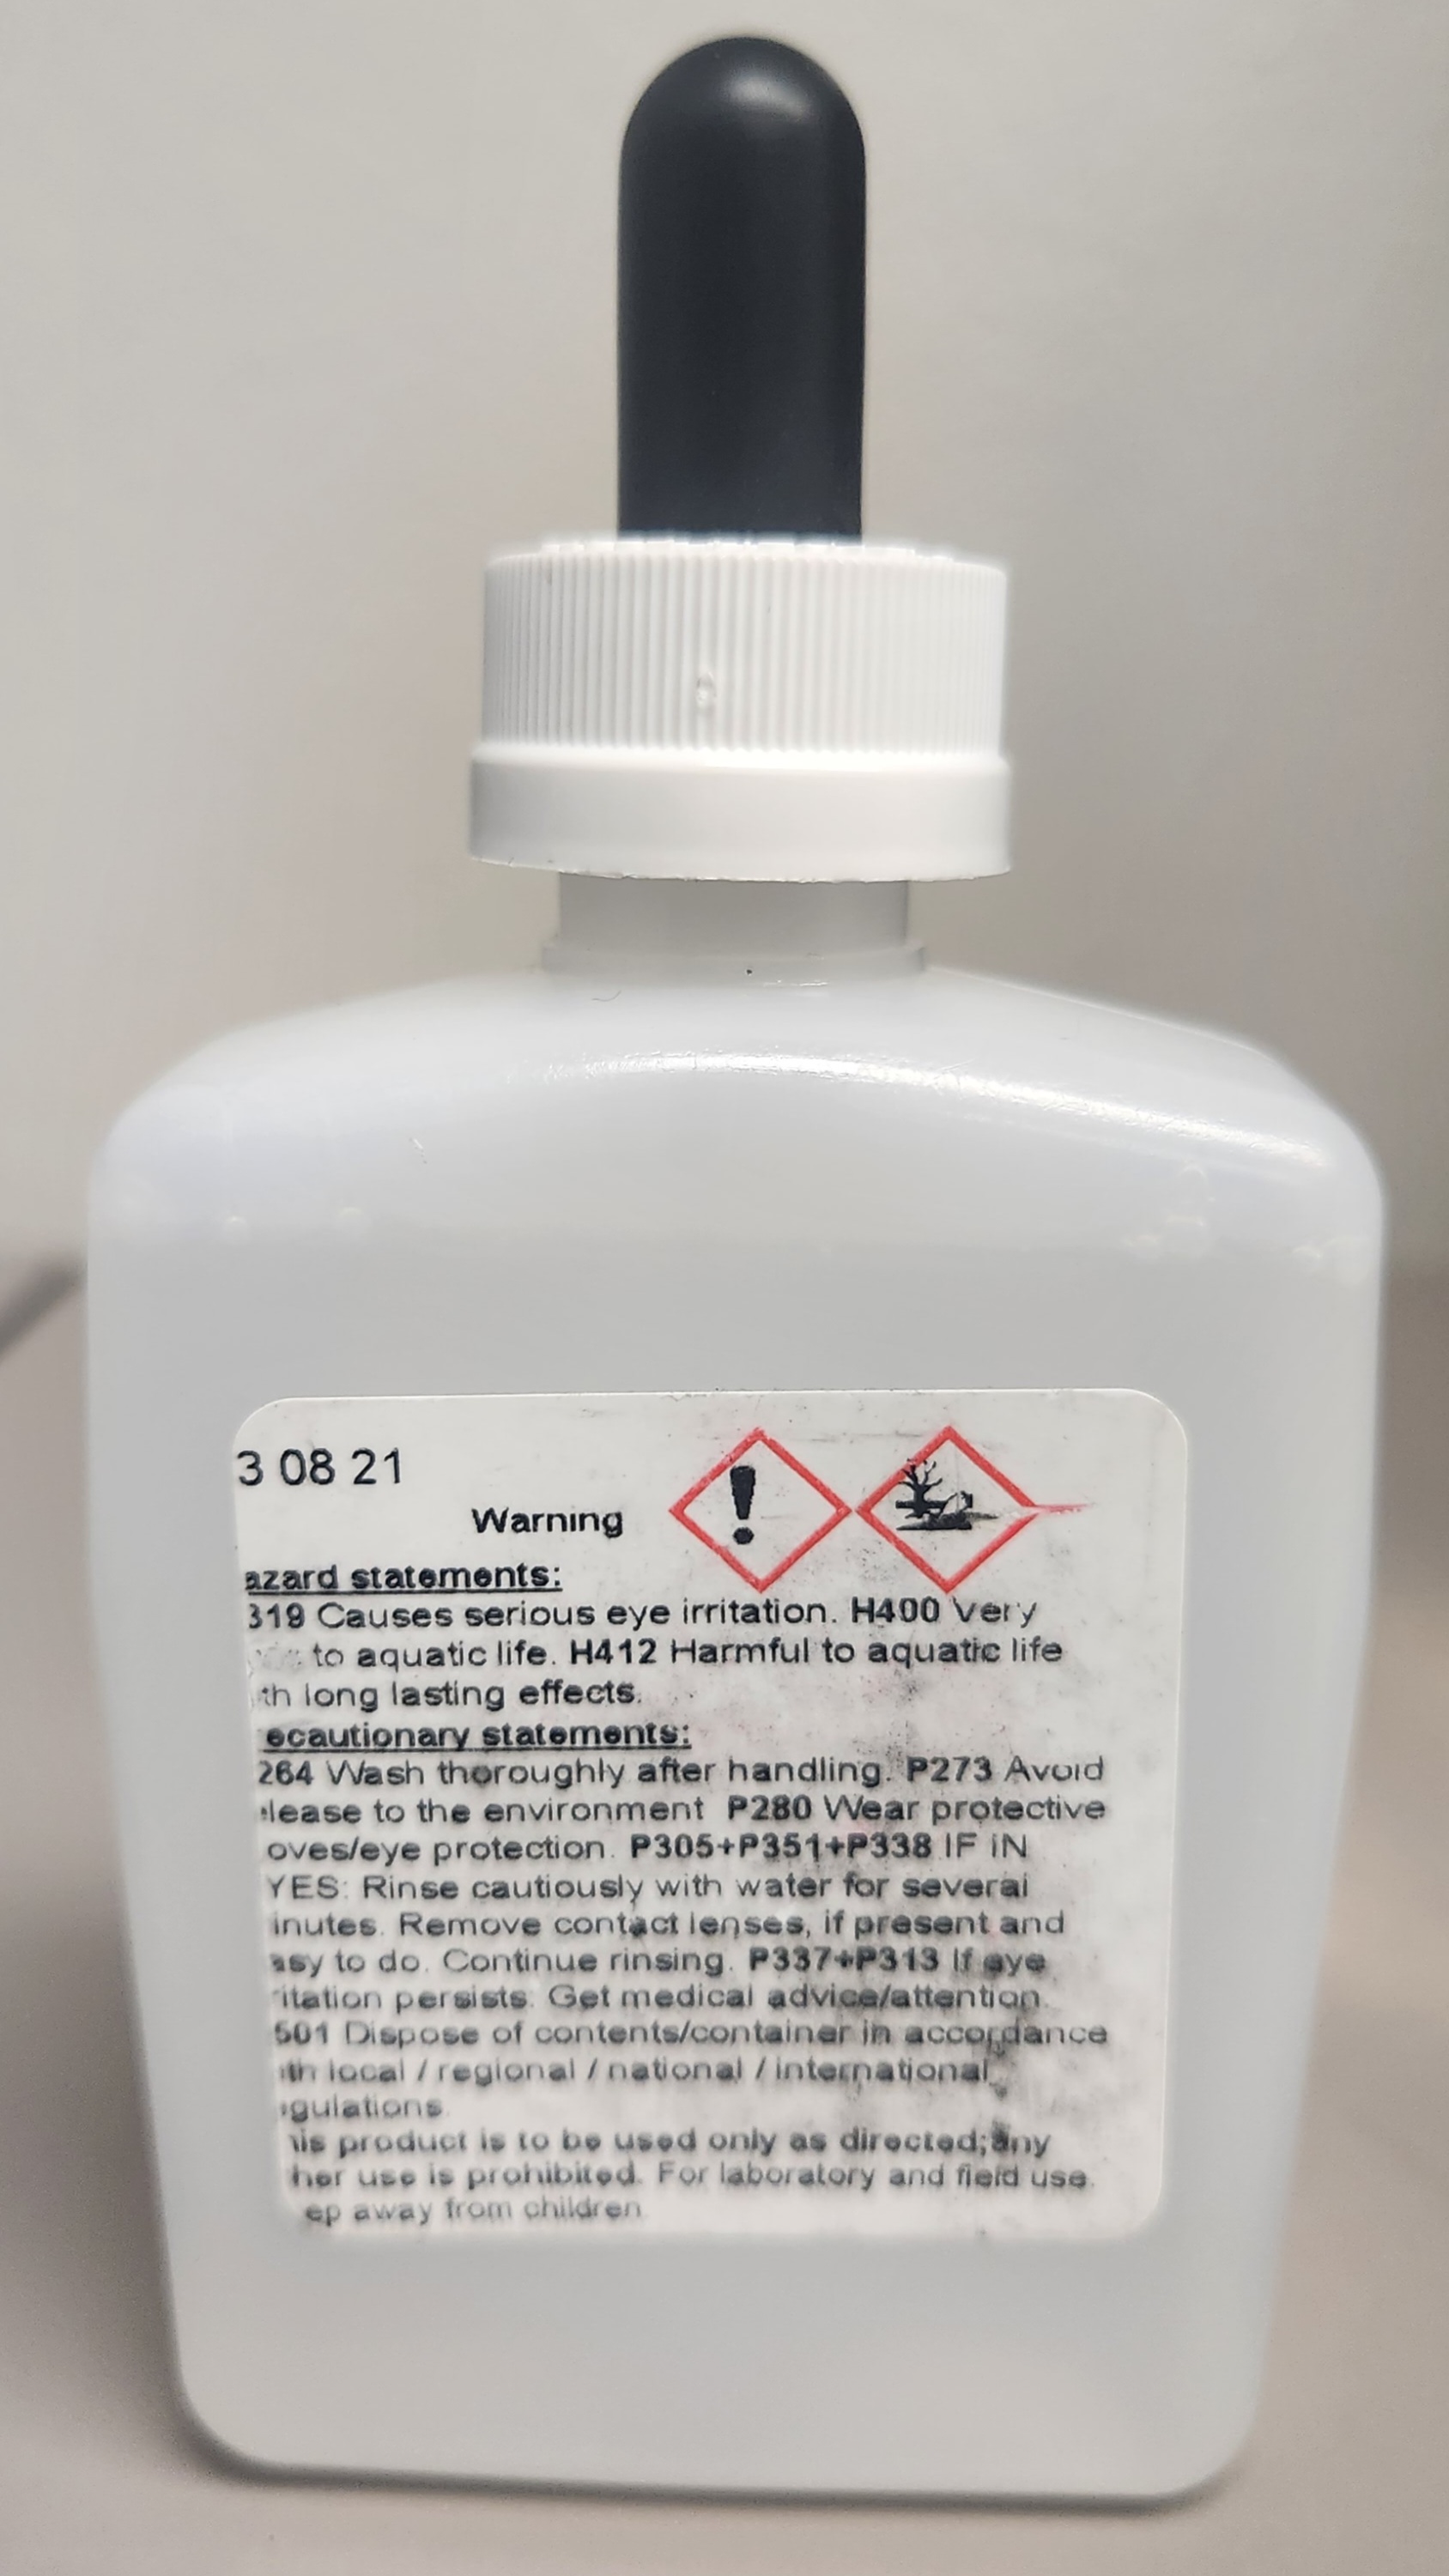 3 08 21
Warning
azard statements:
319 Causes serious eye irritation. H400 Very
to aquatic life. H412 Harmful to aquatic life
th long lasting effects.
ecautionary statements:
264 Wash thoroughly after handling. P273 Avoid
lease to the environment P280 Wear protective
oves/eye protection. P305+P351+P338 IF IN
YES: Rinse cautiously with water for several
inutes. Remove contact lenses, if present and
asy to do. Continue rinsing. P337+P313 If eye
itation persists: Get medical advice/attention.
501 Dispose of contents/container in accordance
ith local / regional / national / international
gulations.
is product is to be used only as directed; any
her use is prohibited. For laboratory and field use.
ep away from children